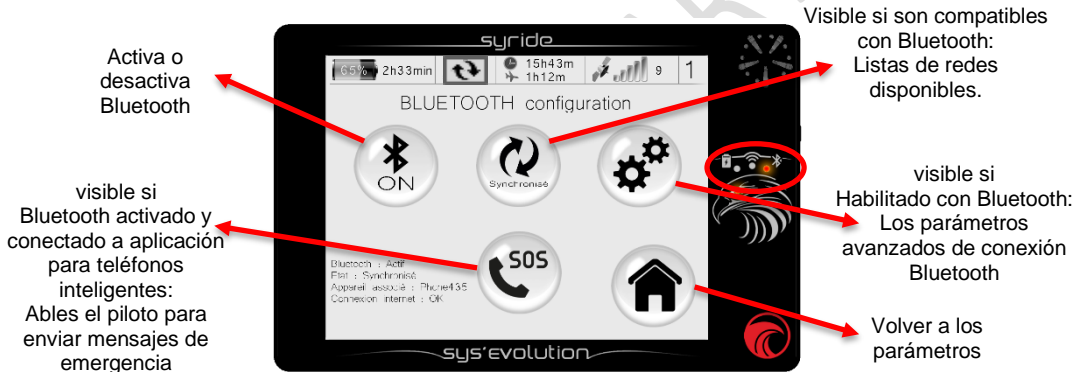 Activa o
desactiva
Bluetooth
visible si
Bluetooth activado y
conectado a aplicación
para teléfonos
inteligentes:
Ables el piloto para
enviar mensajes de
emergencia
syride
65% 2h33min 15h43m 9 1
1h12m
BLUETOOTH configuration
ON
Synchronisé
SOS
Bluetooth : Actif
Etat : Synchronisé
Appareil associé : Phone435
Connexion internet : OK
sys'evolution
Visible si son compatibles
con Bluetooth:
Listas de redes
disponibles.
visible si
Habilitado con Bluetooth:
Los parámetros
avanzados de conexión
Bluetooth
Volver a los
parámetros